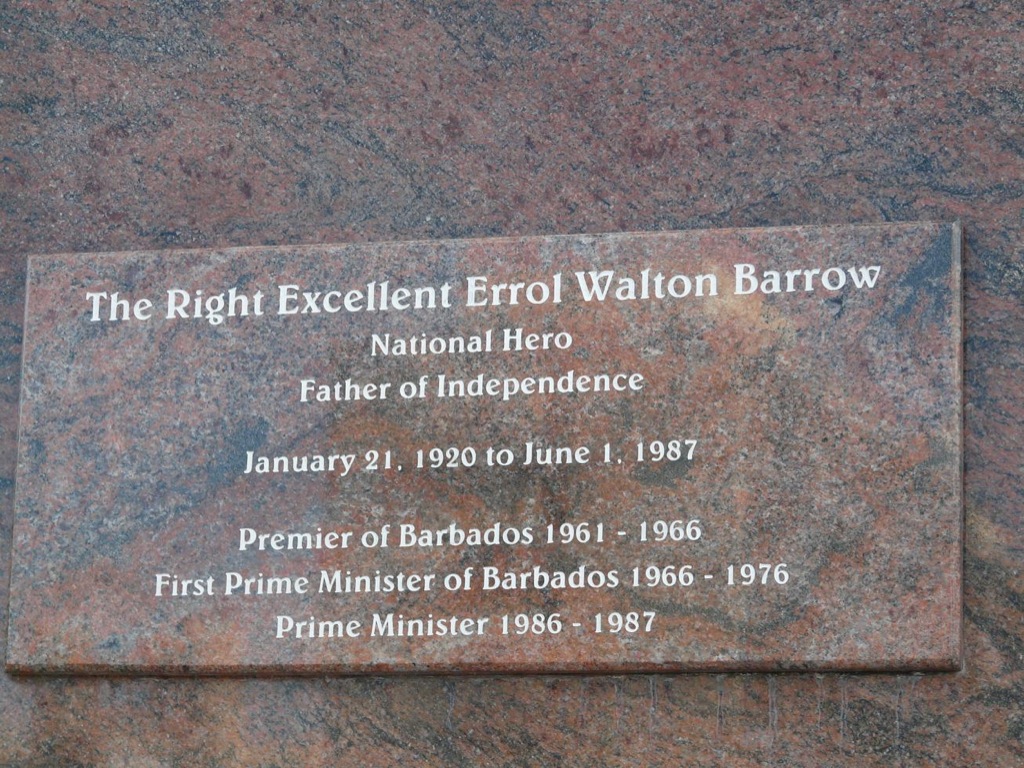 The Right Excellent Errol Walton Barrow
National Hero
Father of Independence
January 21, 1920 to June 1, 1987
Premier of Barbados 1961 - 1966
First Prime Minister of Barbados 1966 - 1976
Prime Minister 1986 - 1987